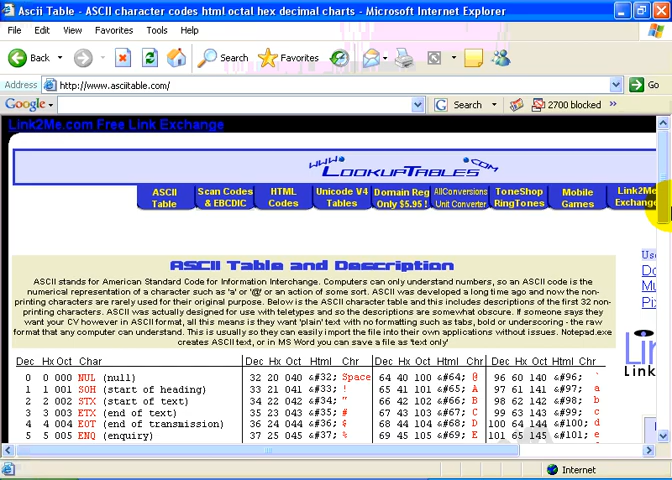 Ascii Table - ASCII character codes html octal hex decimal charts - Microsoft Internet Explorer
File Edit View Favorites Tools Help
Back Search Favorites
Address http://www.asciitable.com/ Go
Google Search 2700 blocked »
Link2Me.com Free Link Exchange
www LOOKUPTABLES .COM
ASCII Table Scan Codes & EBCDIC HTML Codes Unicode V4 Tables Domain Reg Only $5.95 ! AllConversions Unit Converter ToneShop RingTones Mobile Games Link2Me Exchange
ASCII Table and Description
ASCII stands for American Standard Code for Information Interchange. Computers can only understand numbers, so an ASCII code is the
numerical representation of a character such as 'a' or '@' or an action of some sort. ASCII was developed a long time ago and now the non-
printing characters are rarely used for their original purpose. Below is the ASCII character table and this includes descriptions of the first 32 non-
printing characters. ASCII was actually designed for use with teletypes and so the descriptions are somewhat obscure. If someone says they
want your CV however in ASCII format, all this means is they want 'plain' text with no formatting such as tabs, bold or underscoring - the raw
format that any computer can understand. This is usually so they can easily import the file into their own applications without issues. Notepad.exe
creates ASCII text, or in MS Word you can save a file as 'text only'
Dec Hx Oct Char Dec Hx Oct Html Chr Dec Hx Oct Html Chr Dec Hx Oct Html Chr
0 0 000 NUL (null) 32 20 040 &#32; Space 64 40 100 &#64; @ 96 60 140 &#96; `
1 1 001 SOH (start of heading) 33 21 041 &#33; ! 65 41 101 &#65; A 97 61 141 &#97; a
2 2 002 STX (start of text) 34 22 042 &#34; " 66 42 102 &#66; B 98 62 142 &#98; b
3 3 003 ETX (end of text) 35 23 043 &#35; # 67 43 103 &#67; C 99 63 143 &#99; c
4 4 004 EOT (end of transmission) 36 24 044 &#36; $ 68 44 104 &#68; D 100 64 144 &#100; d
5 5 005 ENQ (enquiry) 37 25 045 &#37; % 69 45 105 &#69; E 101 65 145 &#101; e
Internet